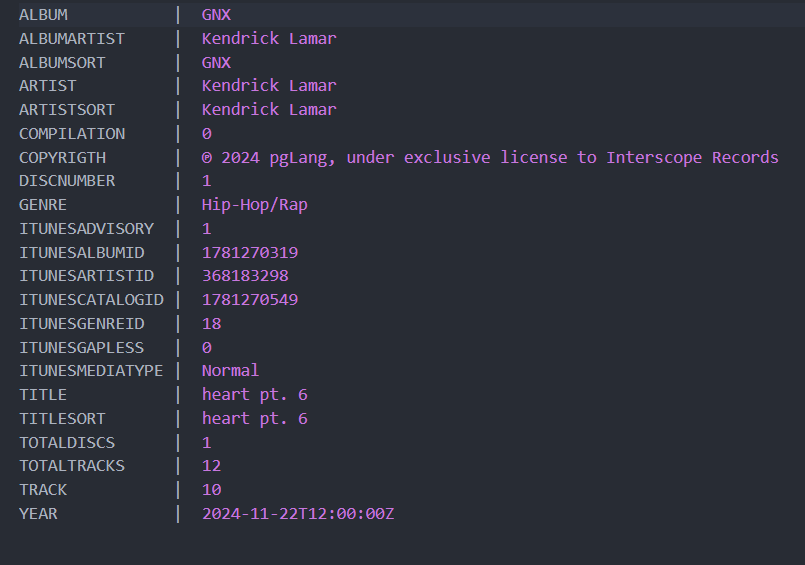 ALBUM | GNX
ALBUMARTIST | Kendrick Lamar
ALBUMSORT | GNX
ARTIST | Kendrick Lamar
ARTISTSORT | Kendrick Lamar
COMPILATION | 0
COPYRIGTH | ℗ 2024 pgLang, under exclusive license to Interscope Records
DISCNUMBER | 1
GENRE | Hip-Hop/Rap
ITUNESADVISORY | 1
ITUNESALBUMID | 1781270319
ITUNESARTISTID | 368183298
ITUNESCATALOGID | 1781270549
ITUNESGENREID | 18
ITUNESGAPLESS | 0
ITUNESMEDIATYPE | Normal
TITLE | heart pt. 6
TITLESORT | heart pt. 6
TOTALDISCS | 1
TOTALTRACKS | 12
TRACK | 10
YEAR | 2024-11-22T12:00:00Z